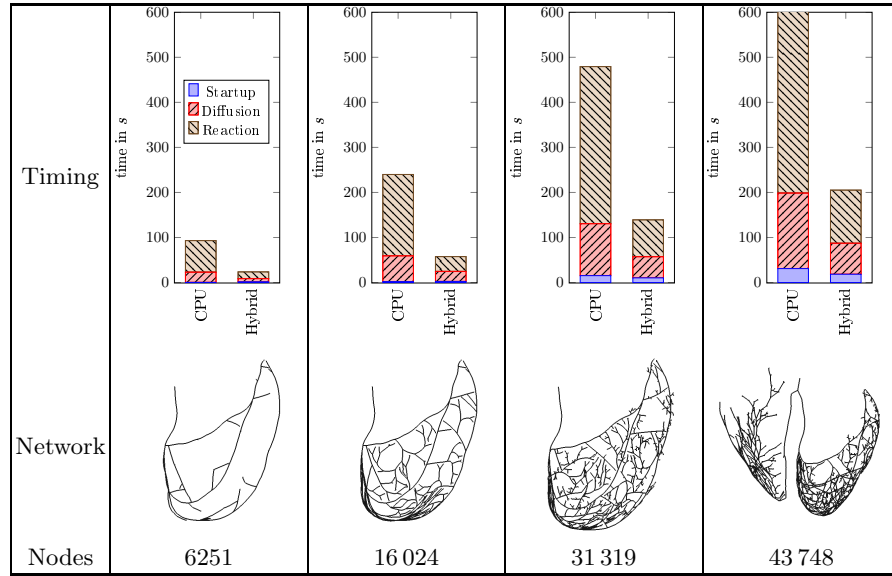 Timing
time in s
600
500
400
300
200
100
0
Startup
Diffusion
Reaction
CPU
Hybrid
time in s
600
500
400
300
200
100
0
CPU
Hybrid
time in s
600
500
400
300
200
100
0
CPU
Hybrid
time in s
600
500
400
300
200
100
0
CPU
Hybrid
Network
Nodes 6251 16 024 31 319 43 748